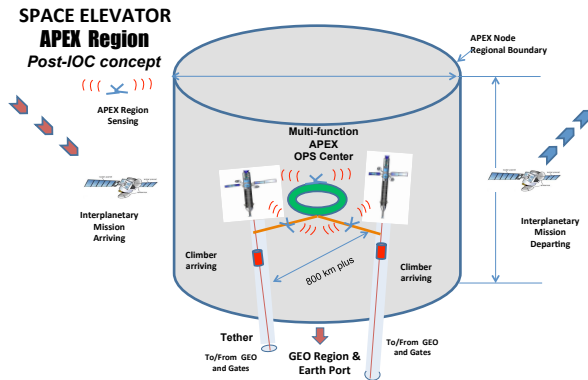 SPACE ELEVATOR
APEX Region
Post-IOC concept
APEX Node
Regional Boundary
APEX Region
Sensing
Multi-function
APEX
OPS Center
Interplanetary
Mission
Arriving
Interplanetary
Mission
Departing
Climber
arriving
800 km plus
Climber
arriving
Tether
To/From GEO
and Gates
GEO Region &
Earth Port
To/From GEO
and Gates